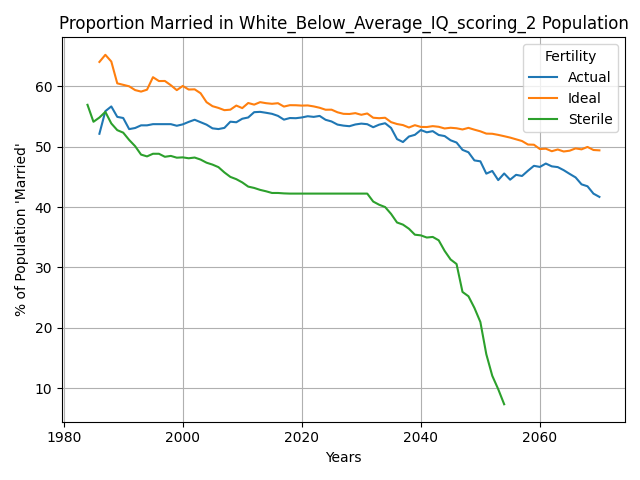 Proportion Married in White_Below_Average_IQ_scoring_2 Population
% of Population 'Married'
60
50
40
30
20
10
Fertility
Actual
Ideal
Sterile
1980
2000
2020
2040
2060
Years